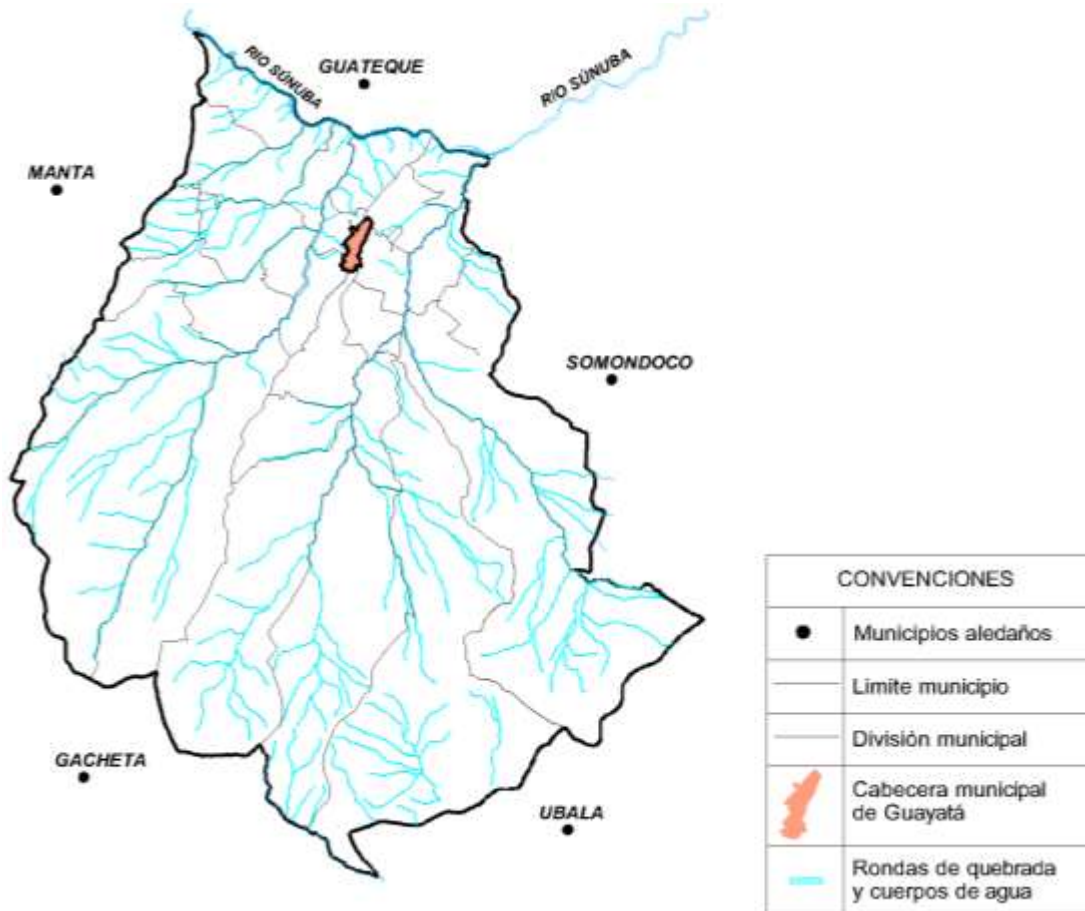 RIO SÚNUBA
GUATEQUE
RIO SÚNUBA
MANTA
SOMONDOCO
GACHETA
UBALA
CONVENCIONES
Municipios aledaños
Limite municipio
División municipal
Cabecera municipal
de Guayatá
Rondas de quebrada
y cuerpos de agua